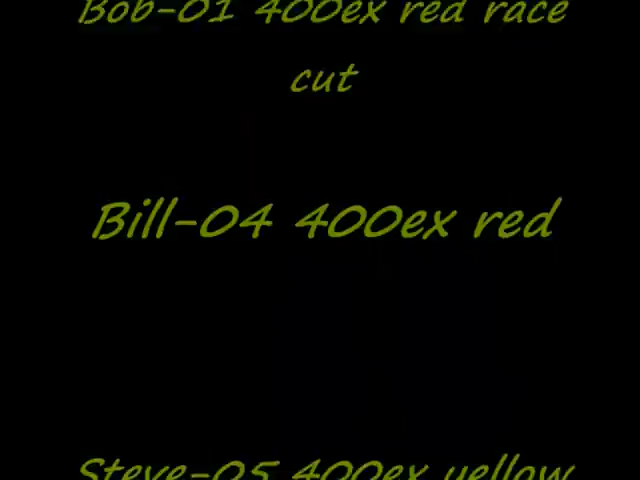 Bob-01 400ex red race
cut
Bill-04 400ex red
Steve-05 400ex yellow